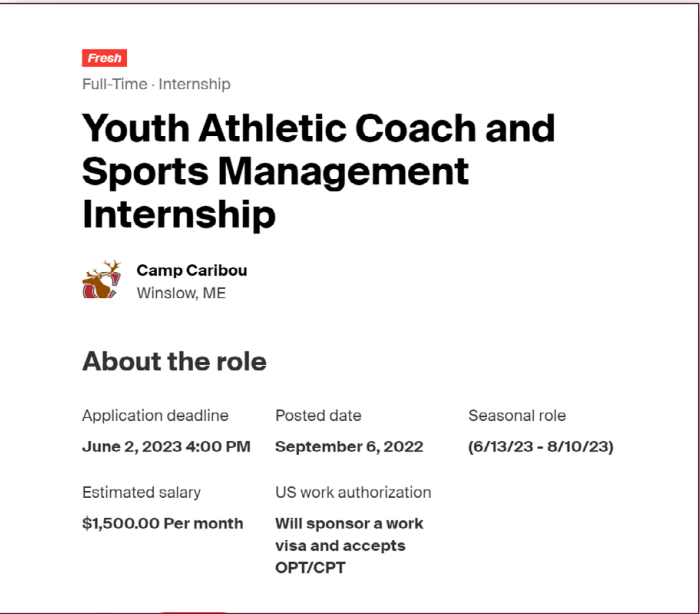 Fresh
Full-Time · Internship
Youth Athletic Coach and
Sports Management
Internship
Camp Caribou
Winslow, ME
About the role
Application deadline
June 2, 2023 4:00 PM
Posted date
September 6, 2022
Seasonal role
(6/13/23 - 8/10/23)
Estimated salary
$1,500.00 Per month
US work authorization
Will sponsor a work
visa and accepts
OPT/CPT